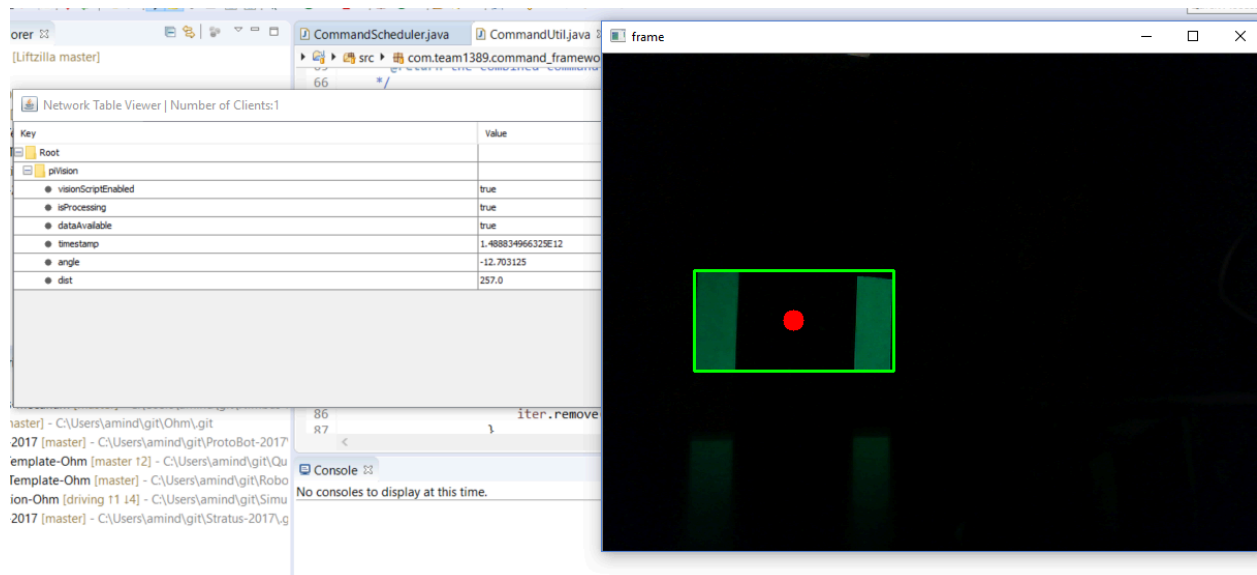 orer
[Liftzilla master]
CommandScheduler.java
CommandUtil.java
src
com.team1389.command_framewo
66 */
Network Table Viewer | Number of Clients:1
Key Value
Root
piVision
visionScriptEnabled true
isProcessing true
dataAvailable true
timestamp 1.488834966325E12
angle -12.703125
dist 257.0
86 iter.remove(
87 }
naster] - C:\Users\amind\git\Ohm\.git
2017 [master] - C:\Users\amind\git\ProtoBot-2017\
emplate-Ohm [master ↑2] - C:\Users\amind\git\Qu
Template-Ohm [master] - C:\Users\amind\git\Robo
ion-Ohm [driving ↑1 ↓4] - C:\Users\amind\git\Simu
2017 [master] - C:\Users\amind\git\Stratus-2017\.g
Console
No consoles to display at this time.
frame